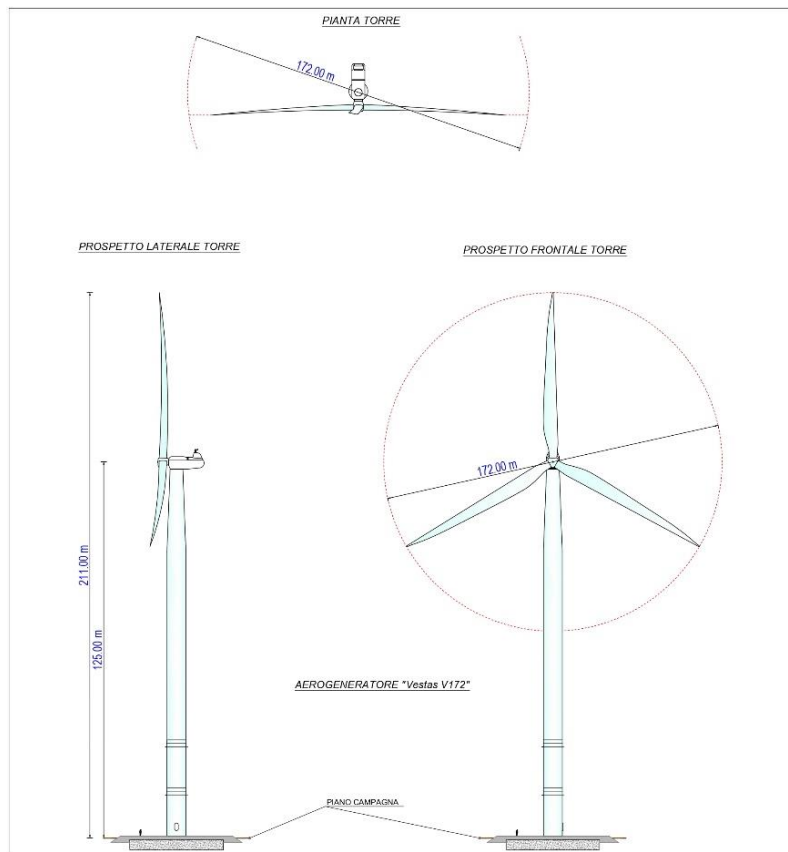 PIANTA TORRE
172.00 m
PROSPETTO LATERALE TORRE
PROSPETTO FRONTALE TORRE
172.00 m
211.00 m
125.00 m
AEROGENERATORE "Vestas V172"
PIANO CAMPAGNA